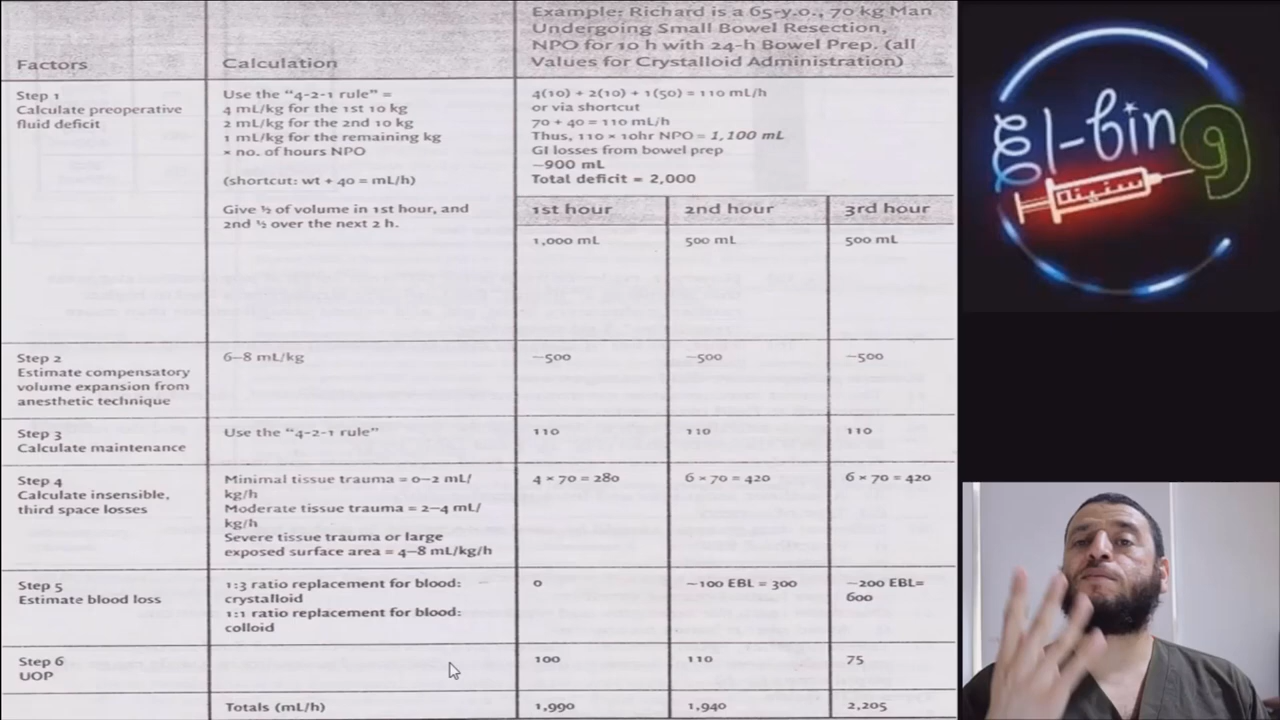 Factors
Calculation
Example: Richard is a 65-y.o., 70 kg Man
Undergoing Small Bowel Resection,
NPO for 10 h with 24-h Bowel Prep. (all
Values for Crystalloid Administration)
Step 1
Calculate preoperative
fluid deficit
Use the "4-2-1 rule" =
4 mL/kg for the 1st 10 kg
2 mL/kg for the 2nd 10 kg
1 mL/kg for the remaining kg
× no. of hours NPO
(shortcut: wt + 40 = mL/h)
Give ½ of volume in 1st hour, and
2nd ½ over the next 2 h.
4(10) + 2(10) + 1(50) = 110 mL/h
or via shortcut
70 + 40 = 110 mL/h
Thus, 110 × 10hr NPO = 1,100 mL
GI losses from bowel prep
~900 mL
Total deficit = 2,000
1st hour
2nd hour
3rd hour
1,000 mL
500 mL
500 mL
Step 2
Estimate compensatory
volume expansion from
anesthetic technique
6–8 mL/kg
~500
~500
~500
Step 3
Calculate maintenance
Use the "4-2-1 rule"
110
110
110
Step 4
Calculate insensible,
third space losses
Minimal tissue trauma = 0–2 mL/
kg/h
Moderate tissue trauma = 2–4 mL/
kg/h
Severe tissue trauma or large
exposed surface area = 4–8 mL/kg/h
4 × 70 = 280
6 × 70 = 420
6 × 70 = 420
Step 5
Estimate blood loss
1:3 ratio replacement for blood:
crystalloid
1:1 ratio replacement for blood:
colloid
0
~100 EBL = 300
~200 EBL=
600
Step 6
UOP
100
110
75
Totals (mL/h)
1,990
1,940
2,205
El-bing
سنينه